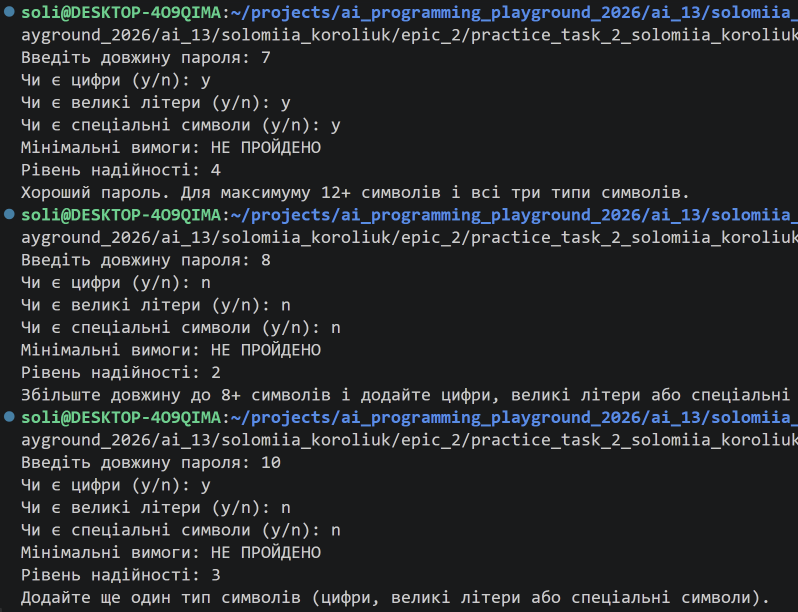 soli@DESKTOP-4O9QIMA:~/projects/ai_programming_playground_2026/ai_13/solomiia_
ayground_2026/ai_13/solomiia_koroliuk/epic_2/practice_task_2_solomiia_koroliuk
Введіть довжину пароля: 7
Чи є цифри (y/n): y
Чи є великі літери (y/n): y
Чи є спеціальні символи (y/n): y
Мінімальні вимоги: НЕ ПРОЙДЕНО
Рівень надійності: 4
Хороший пароль. Для максимуму 12+ символів і всі три типи символів.
soli@DESKTOP-4O9QIMA:~/projects/ai_programming_playground_2026/ai_13/solomiia_
ayground_2026/ai_13/solomiia_koroliuk/epic_2/practice_task_2_solomiia_koroliuk
Введіть довжину пароля: 8
Чи є цифри (y/n): n
Чи є великі літери (y/n): n
Чи є спеціальні символи (y/n): n
Мінімальні вимоги: НЕ ПРОЙДЕНО
Рівень надійності: 2
Збільште довжину до 8+ символів і додайте цифри, великі літери або спеціальні
soli@DESKTOP-4O9QIMA:~/projects/ai_programming_playground_2026/ai_13/solomiia_
ayground_2026/ai_13/solomiia_koroliuk/epic_2/practice_task_2_solomiia_koroliuk
Введіть довжину пароля: 10
Чи є цифри (y/n): y
Чи є великі літери (y/n): n
Чи є спеціальні символи (y/n): n
Мінімальні вимоги: НЕ ПРОЙДЕНО
Рівень надійності: 3
Додайте ще один тип символів (цифри, великі літери або спеціальні символи).